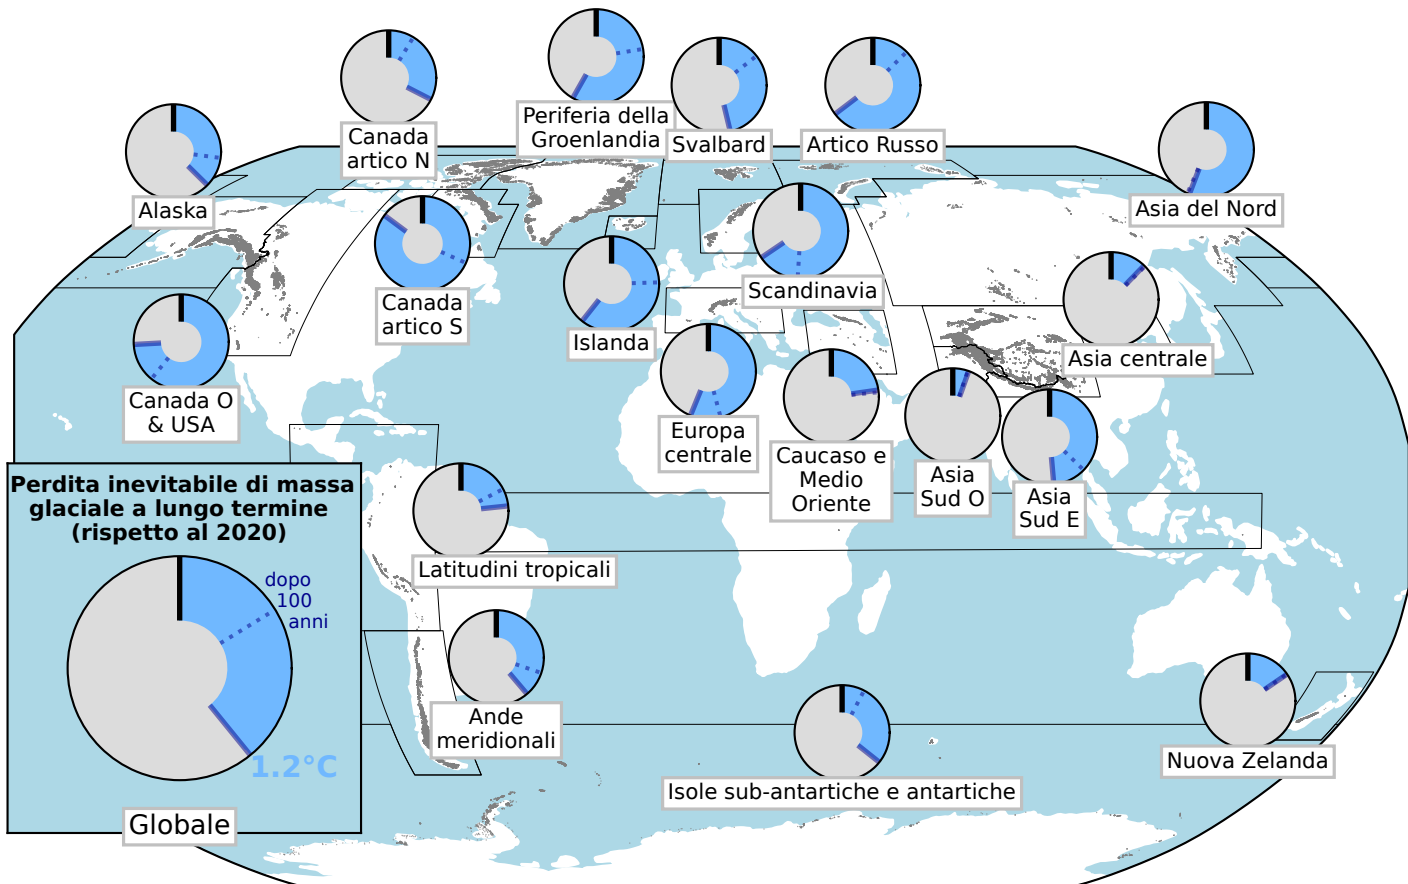 Periferia della
Groenlandia
Canada
artico N
Svalbard
Artico Russo
Alaska
Asia del Nord
Canada
artico S
Scandinavia
Islanda
Asia centrale
Canada O
& USA
Europa
centrale
Caucaso e
Medio
Oriente
Asia
Sud O
Asia
Sud E
Perdita inevitabile di massa
glaciale a lungo termine
(rispetto al 2020)
dopo
100
anni
1.2°C
Globale
Latitudini tropicali
Ande
meridionali
Isole sub-antartiche e antartiche
Nuova Zelanda